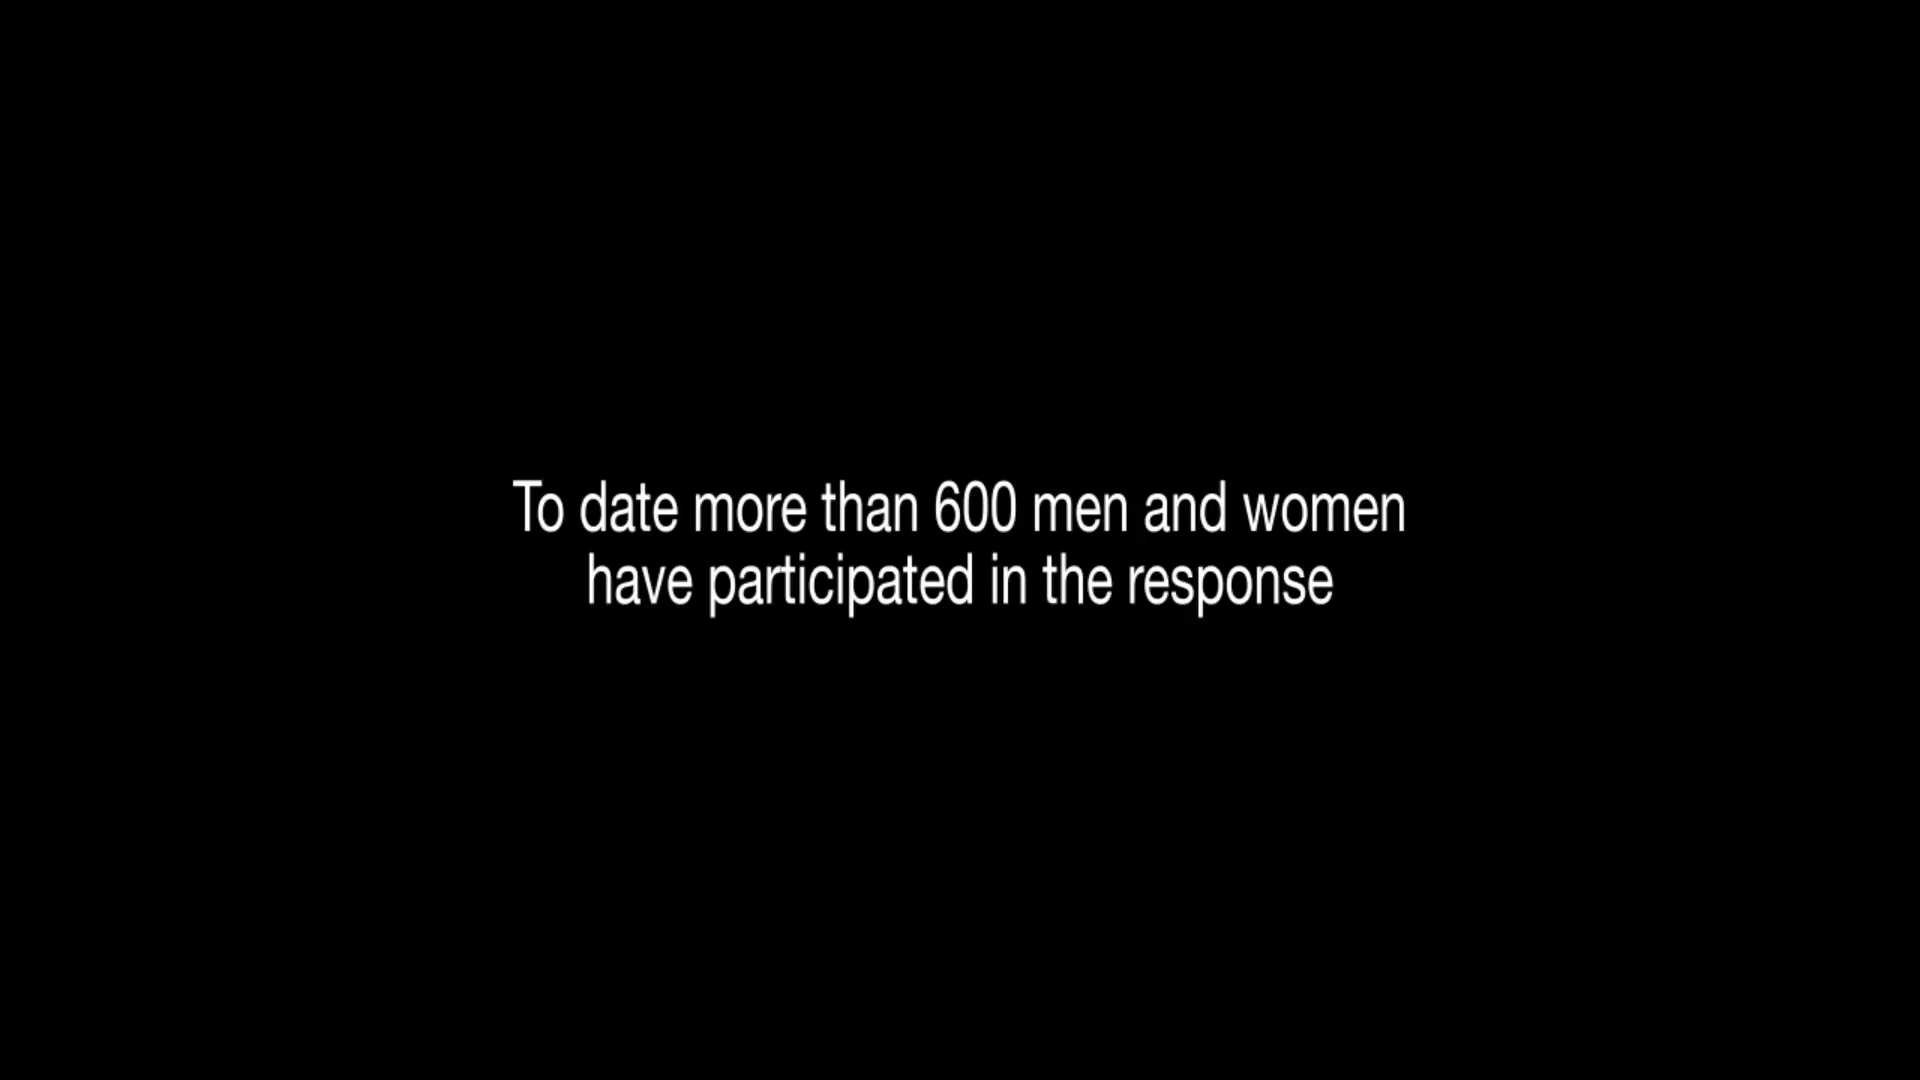 To date more than 600 men and women
have participated in the response